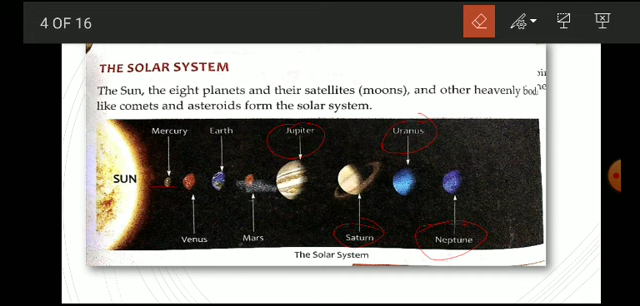 4 OF 16
THE SOLAR SYSTEM
The Sun, the eight planets and their satellites (moons), and other heavenly bodi
like comets and asteroids form the solar system.
Mercury Earth Jupiter Uranus
SUN
Venus Mars Saturn Neptune
The Solar System